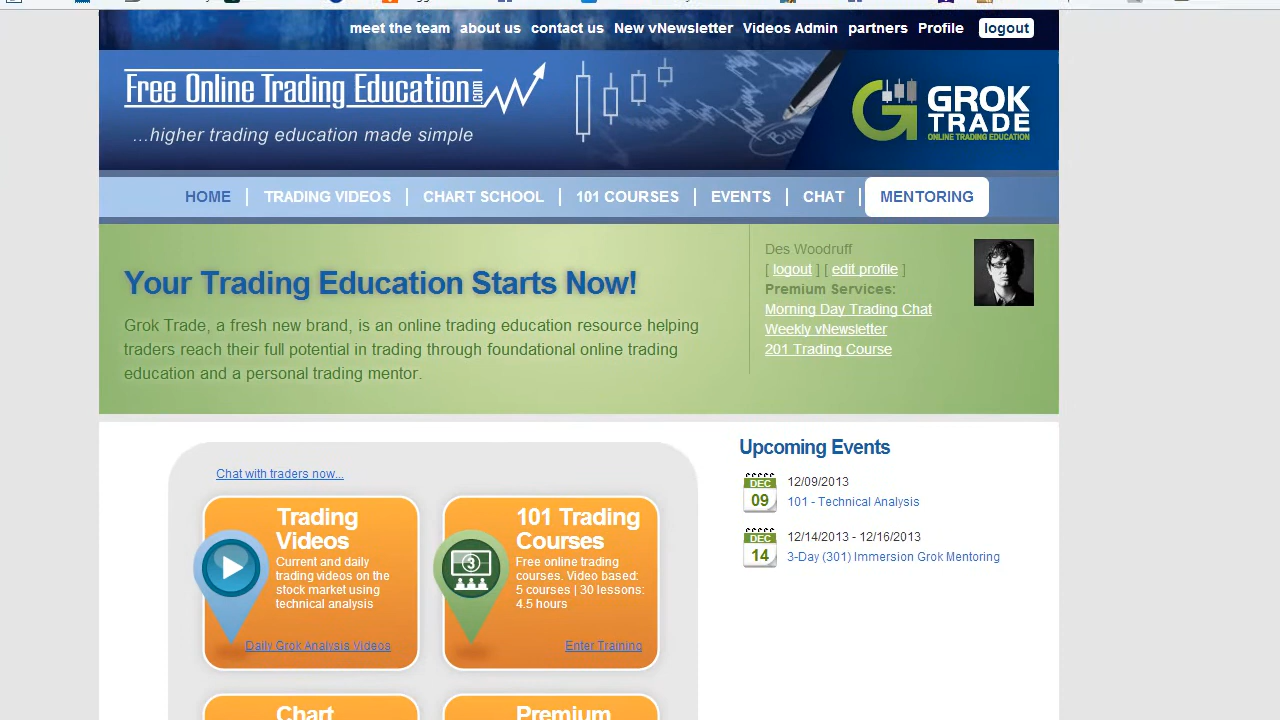 meet the team about us contact us New vNewsletter Videos Admin partners Profile logout
Free Online Trading Education.com
...higher trading education made simple
Buy
GROK
TRADE
ONLINE TRADING EDUCATION
HOME TRADING VIDEOS CHART SCHOOL 101 COURSES EVENTS CHAT MENTORING
Your Trading Education Starts Now!
Grok Trade, a fresh new brand, is an online trading education resource helping
traders reach their full potential in trading through foundational online trading
education and a personal trading mentor.
Des Woodruff
[ logout ] [ edit profile ]
Premium Services:
Morning Day Trading Chat
Weekly vNewsletter
201 Trading Course
Chat with traders now...
Trading
Videos
Current and daily
trading videos on the
stock market using
technical analysis
Daily Grok Analysis Videos
3
101 Trading
Courses
Free online trading
courses. Video based:
5 courses | 30 lessons:
4.5 hours
Enter Training
Chart
Premium
Upcoming Events
DEC
09
12/09/2013
101 - Technical Analysis
DEC
14
12/14/2013 - 12/16/2013
3-Day (301) Immersion Grok Mentoring